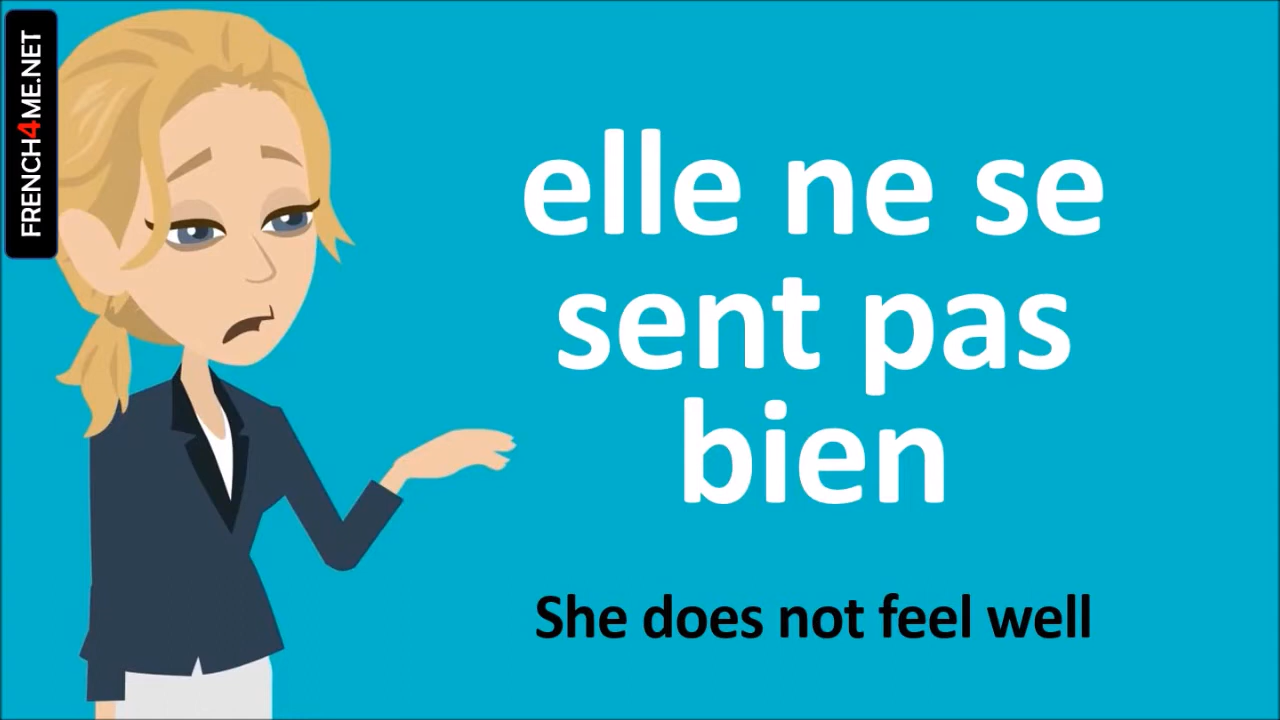 FRENCH4ME.NET
elle ne se
sent pas
bien
She does not feel well